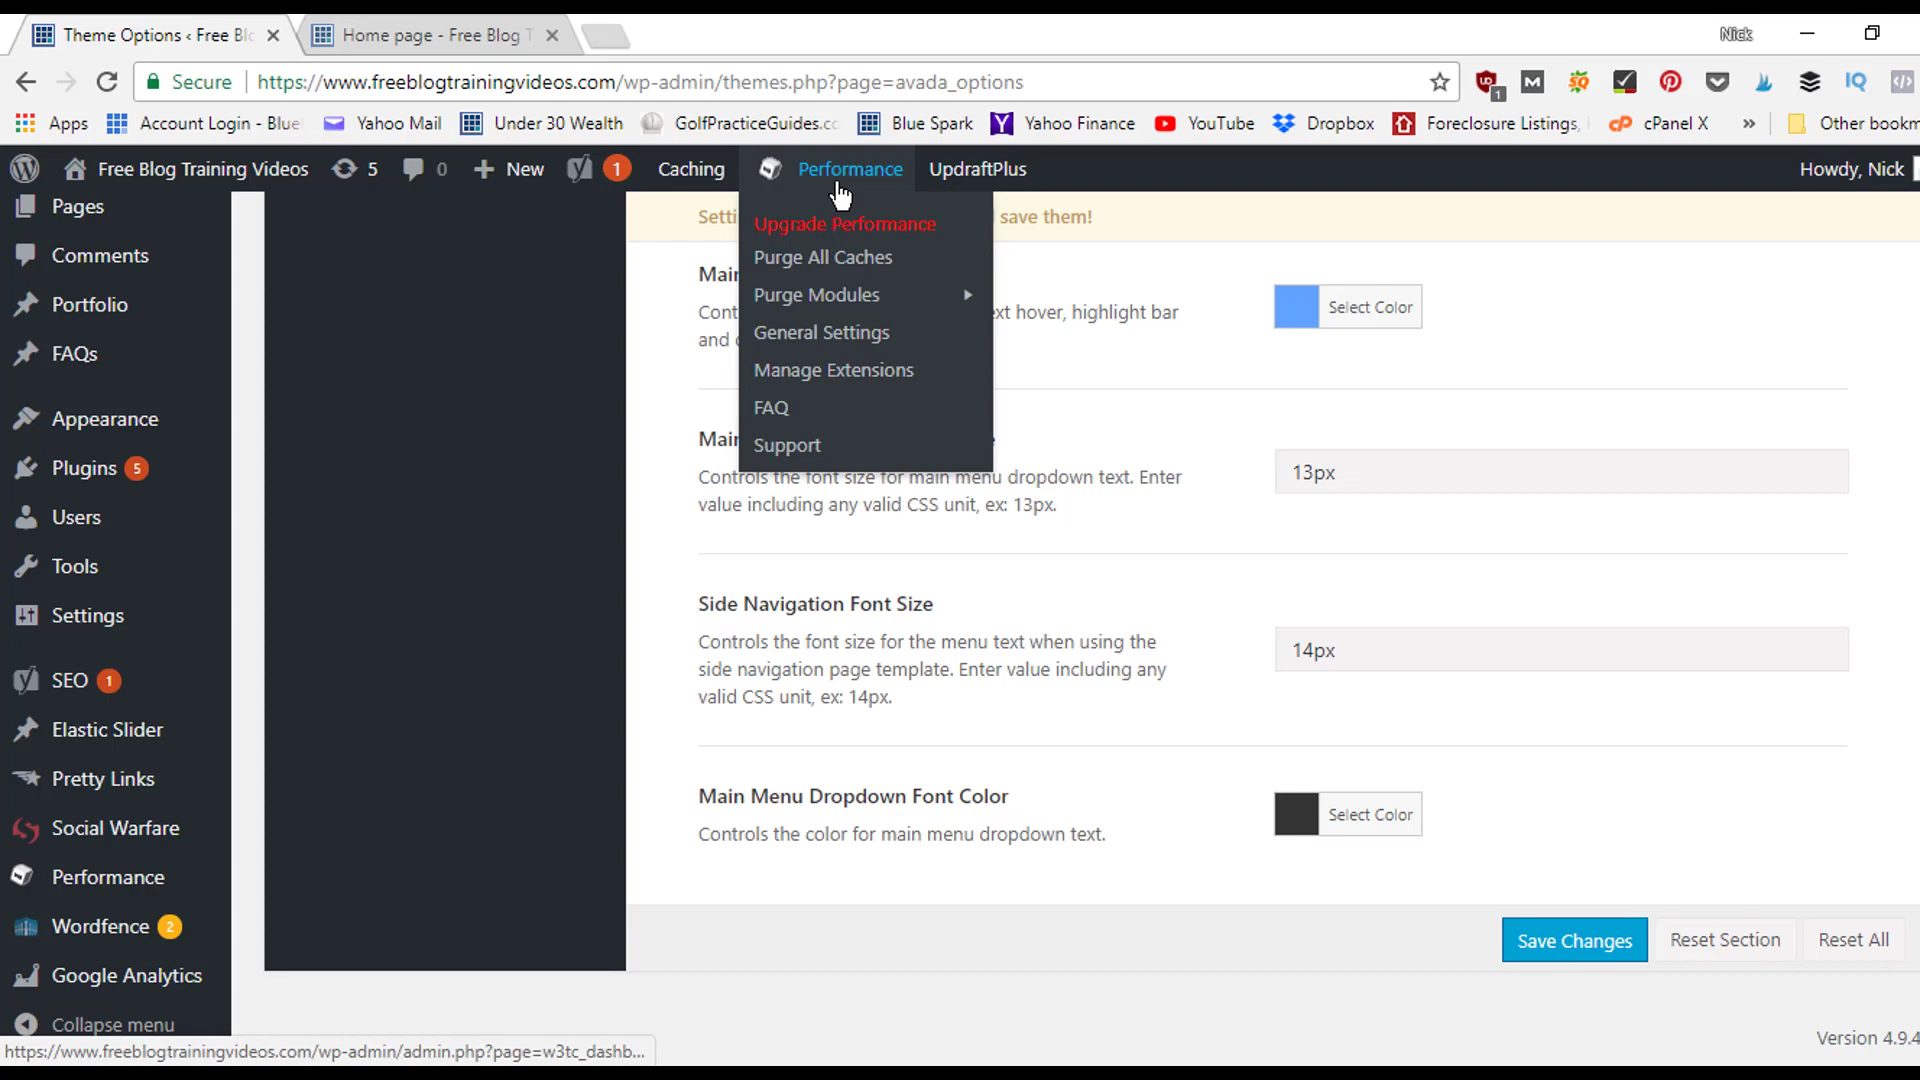 Theme Options ‹ Free Blo
Home page - Free Blog T
Nick
Secure
https://www.freeblogtrainingvideos.com/wp-admin/themes.php?page=avada_options
1
Apps
Account Login - Blue
Yahoo Mail
Under 30 Wealth
GolfPracticeGuides.cc
Blue Spark
Yahoo Finance
YouTube
Dropbox
Foreclosure Listings,
cPanel X
»
Other bookm
Free Blog Training Videos
5
0
New
1
Caching
Performance
UpdraftPlus
Howdy, Nick
Pages
Comments
Portfolio
FAQs
Appearance
Plugins 5
Users
Tools
Settings
SEO 1
Elastic Slider
Pretty Links
Social Warfare
Performance
Wordfence 2
Google Analytics
Collapse menu
Upgrade Performance
Purge All Caches
Purge Modules
General Settings
Manage Extensions
FAQ
Support
Setti
save them!
Mair
Cont
ext hover, highlight bar
and
Select Color
Mair
Controls the font size for main menu dropdown text. Enter
value including any valid CSS unit, ex: 13px.
13px
Side Navigation Font Size
Controls the font size for the menu text when using the
side navigation page template. Enter value including any
valid CSS unit, ex: 14px.
14px
Main Menu Dropdown Font Color
Controls the color for main menu dropdown text.
Select Color
Save Changes
Reset Section
Reset All
https://www.freeblogtrainingvideos.com/wp-admin/admin.php?page=w3tc_dashb...
Version 4.9.4